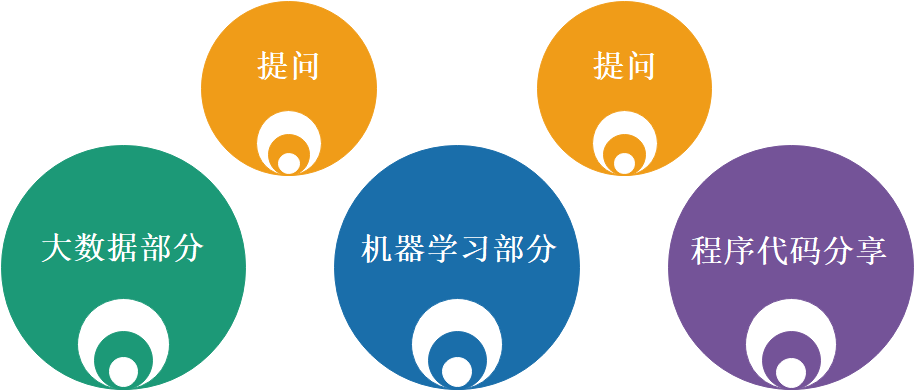 提问
提问
大数据部分
机器学习部分
程序代码分享